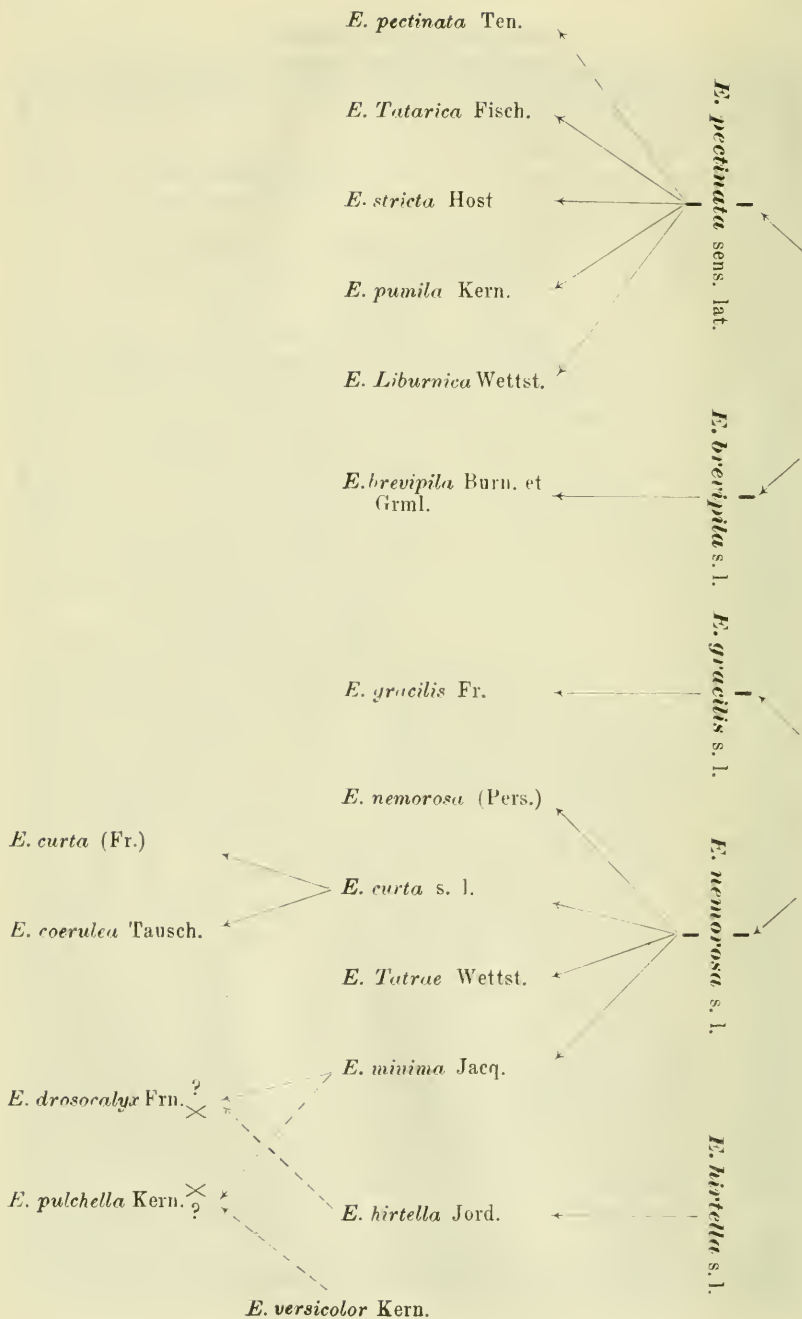 E. pectinata Ten.
E. Tatarica Fisch.
E. stricta Host
E. pumila Kern.
E. Liburnica Wettst.
E. pectinata sens. lat.
E. brevipila Burn. et
Grml.
E. brevipila s. l.
E. gracilis Fr.
E. gracilis s. l.
E. nemorosa (Pers.)
E. curta (Fr.)
E. curta s. l.
E. coerulea Tausch.
E. Tatrae Wettst.
E. nemorosa s. l.
E. minima Jacq.
E. drosocalyx Frn. ? ×
E. pulchella Kern. × ?
E. hirtella Jord.
E. hirtella s. l.
E. versicolor Kern.